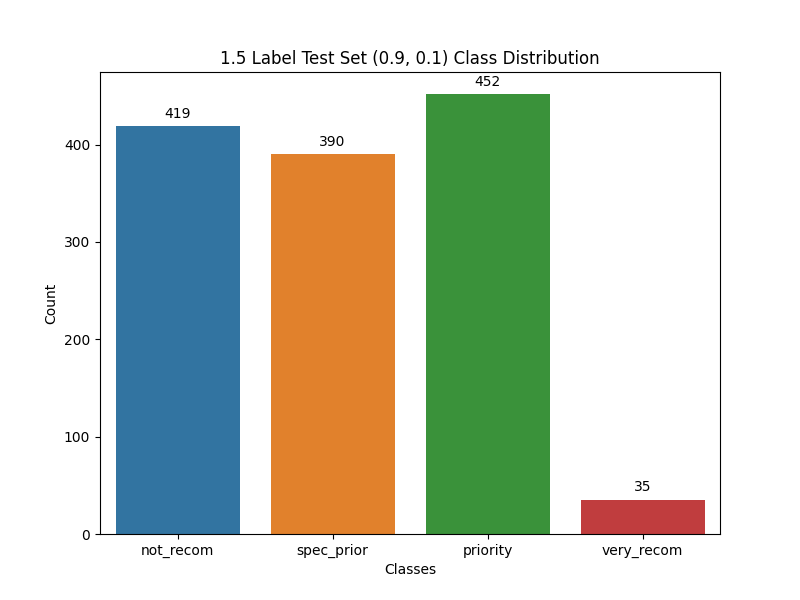 1.5 Label Test Set (0.9, 0.1) Class Distribution
452
419
390
35
400
300
200
100
0
Count
not_recom
spec_prior
priority
very_recom
Classes